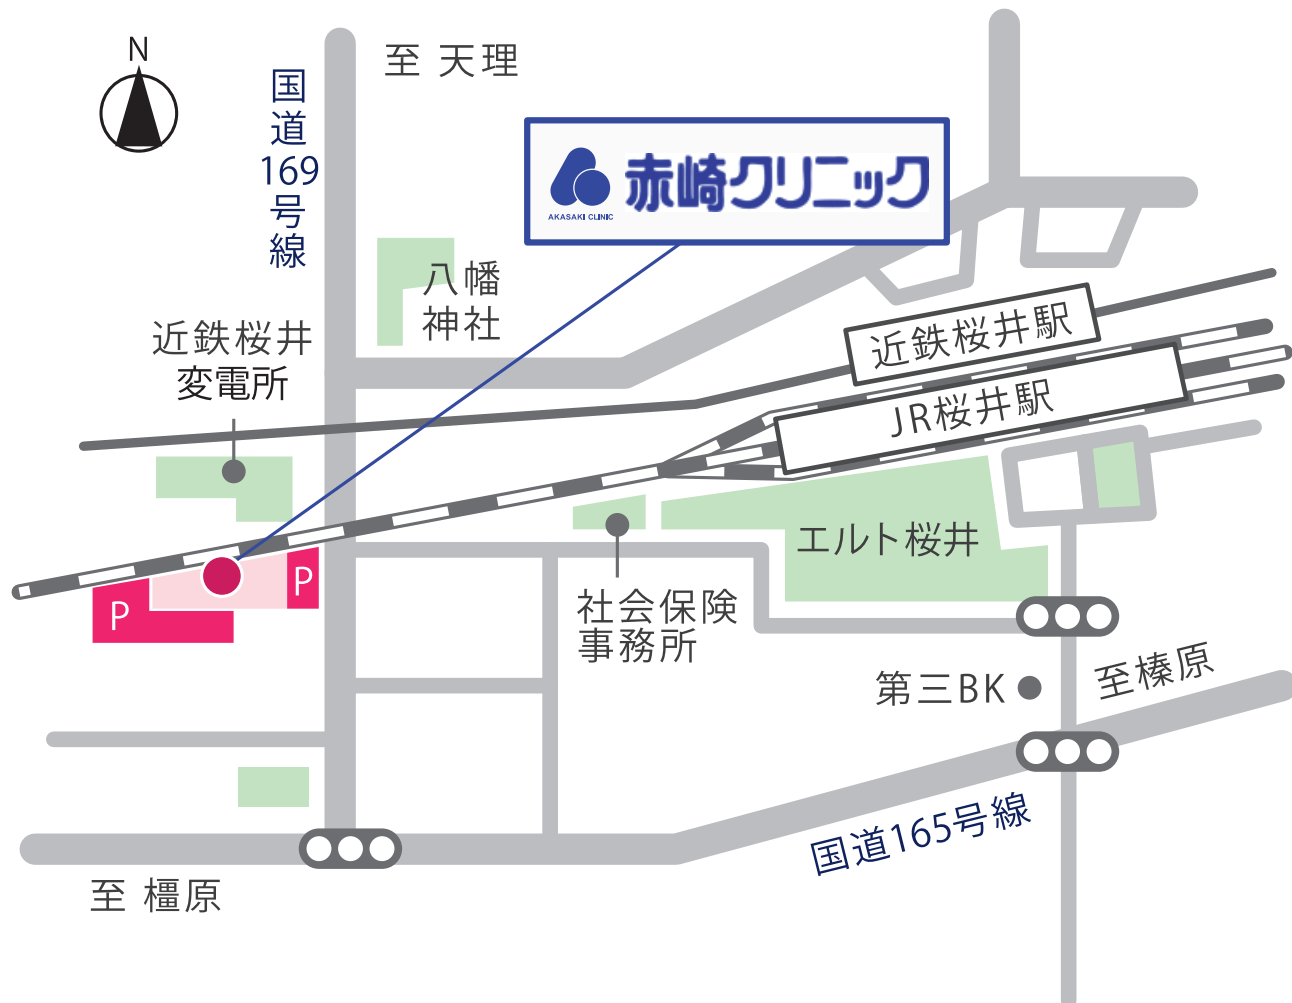 N
至 天理
国道169号線
赤崎クリニック
AKASAKI CLINIC
八幡
神社
近鉄桜井
変電所
近鉄桜井駅
JR桜井駅
エルト桜井
P
P
社会保険
事務所
第三BK
至榛原
国道165号線
至 橿原